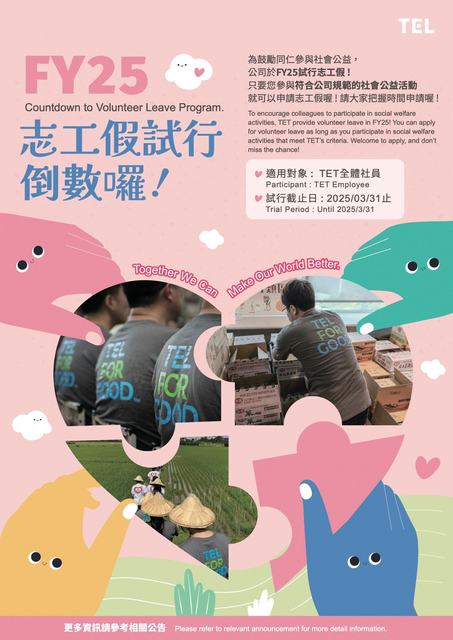 TEL
FY25
Countdown to Volunteer Leave Program.
志工假試行
倒數囉！
為鼓勵同仁參與社會公益，
公司於FY25試行志工假！
只要您參與符合公司規範的社會公益活動
就可以申請志工假喔！請大家把握時間申請喔！
To encourage colleagues to participate in social welfare
activities, TET provide volunteer leave in FY25! You can apply
for volunteer leave as long as you participate in social welfare
activities that meet TET's criteria. Welcome to apply, and don't
miss the chance!
適用對象： TET全體社員
Participant : TET Employee
試行截止日：2025/03/31止
Trial Period : Until 2025/3/31
Together We Can
Make Our World Better.
TEL
FOR
GOOD
TEL
FOR
GOOD
TEL
FOR
GOOD
TEL
FOR
GOOD.
TEL
FOR
更多資訊請參考相關公告 Please refer to relevant announcement for more detail information.